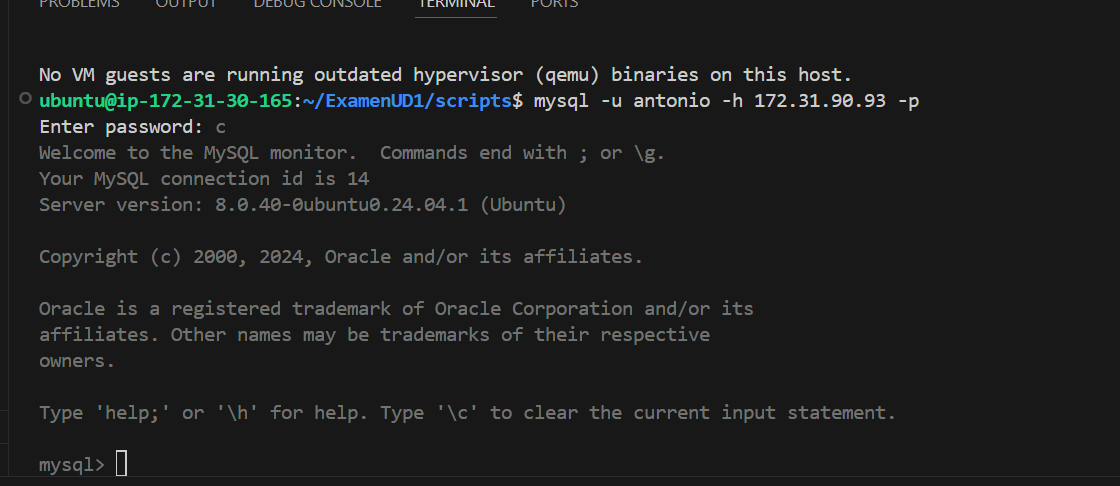 PROBLEMS OUTPUT DEBUG CONSOLE TERMINAL PORTS
No VM guests are running outdated hypervisor (qemu) binaries on this host.
ubuntu@ip-172-31-30-165:~/ExamenUD1/scripts$ mysql -u antonio -h 172.31.90.93 -p
Enter password: c
Welcome to the MySQL monitor.  Commands end with ; or \g.
Your MySQL connection id is 14
Server version: 8.0.40-0ubuntu0.24.04.1 (Ubuntu)
Copyright (c) 2000, 2024, Oracle and/or its affiliates.
Oracle is a registered trademark of Oracle Corporation and/or its
affiliates. Other names may be trademarks of their respective
owners.
Type 'help;' or '\h' for help. Type '\c' to clear the current input statement.
mysql>